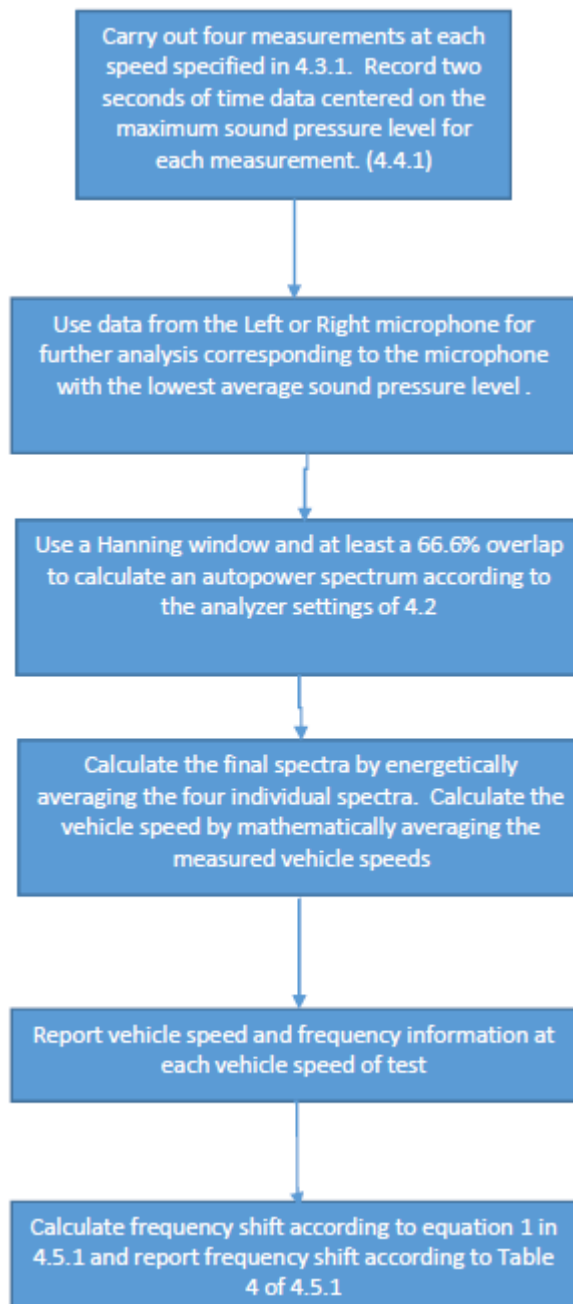 Carry out four measurements at each
speed specified in 4.3.1.  Record two
seconds of time data centered on the
maximum sound pressure level for
each measurement. (4.4.1)
Use data from the Left or Right microphone for
further analysis corresponding to the microphone
with the lowest average sound pressure level .
Use a Hanning window and at least a 66.6% overlap
to calculate an autopower spectrum according to
the analyzer settings of 4.2
Calculate the final spectra by energetically
averaging the four individual spectra.  Calculate the
vehicle speed by mathematically averaging the
measured vehicle speeds
Report vehicle speed and frequency information at
each vehicle speed of test
Calculate frequency shift according to equation 1 in
4.5.1 and report frequency shift according to Table
4 of 4.5.1